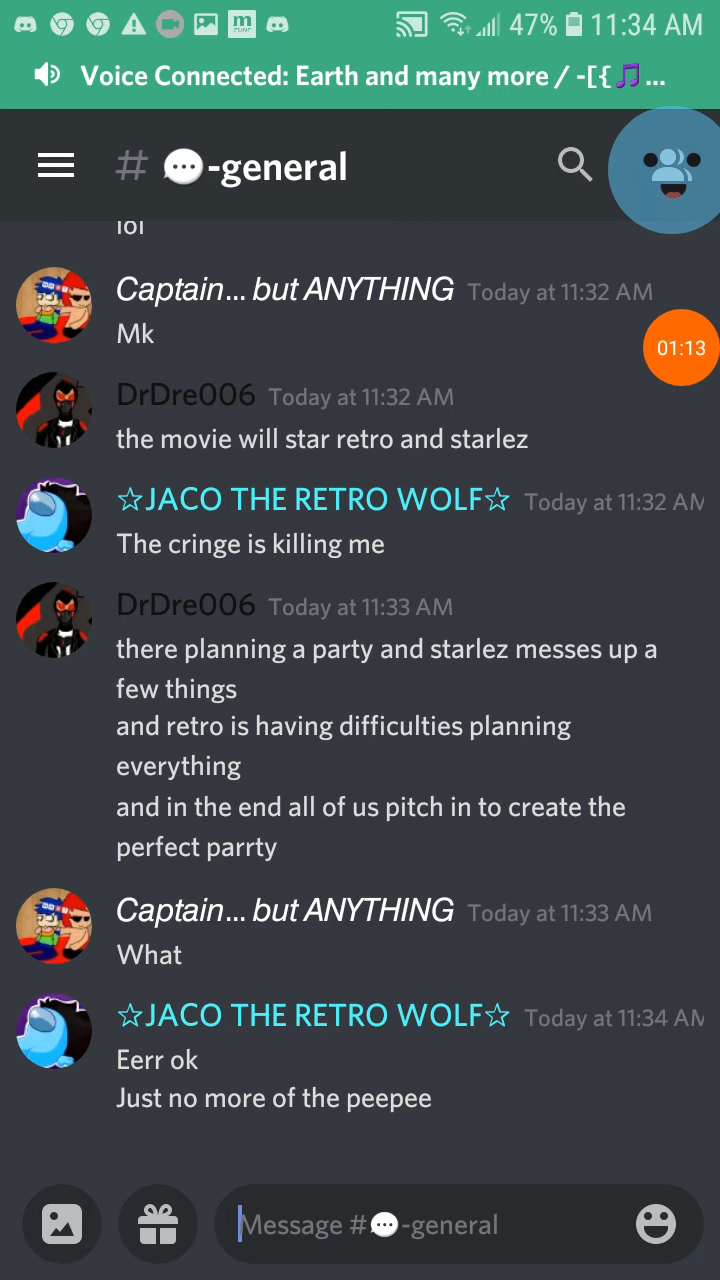 47% 11:34 AM
Voice Connected: Earth and many more / -[{🎵...
# 💬-general
lol
Captain... but ANYTHING Today at 11:32 AM
Mk
01:13
DrDre006 Today at 11:32 AM
the movie will star retro and starlez
☆JACO THE RETRO WOLF☆ Today at 11:32 AM
The cringe is killing me
DrDre006 Today at 11:33 AM
there planning a party and starlez messes up a
few things
and retro is having difficulties planning
everything
and in the end all of us pitch in to create the
perfect parrty
Captain... but ANYTHING Today at 11:33 AM
What
☆JACO THE RETRO WOLF☆ Today at 11:34 AM
Eerr ok
Just no more of the peepee
Message #💬-general